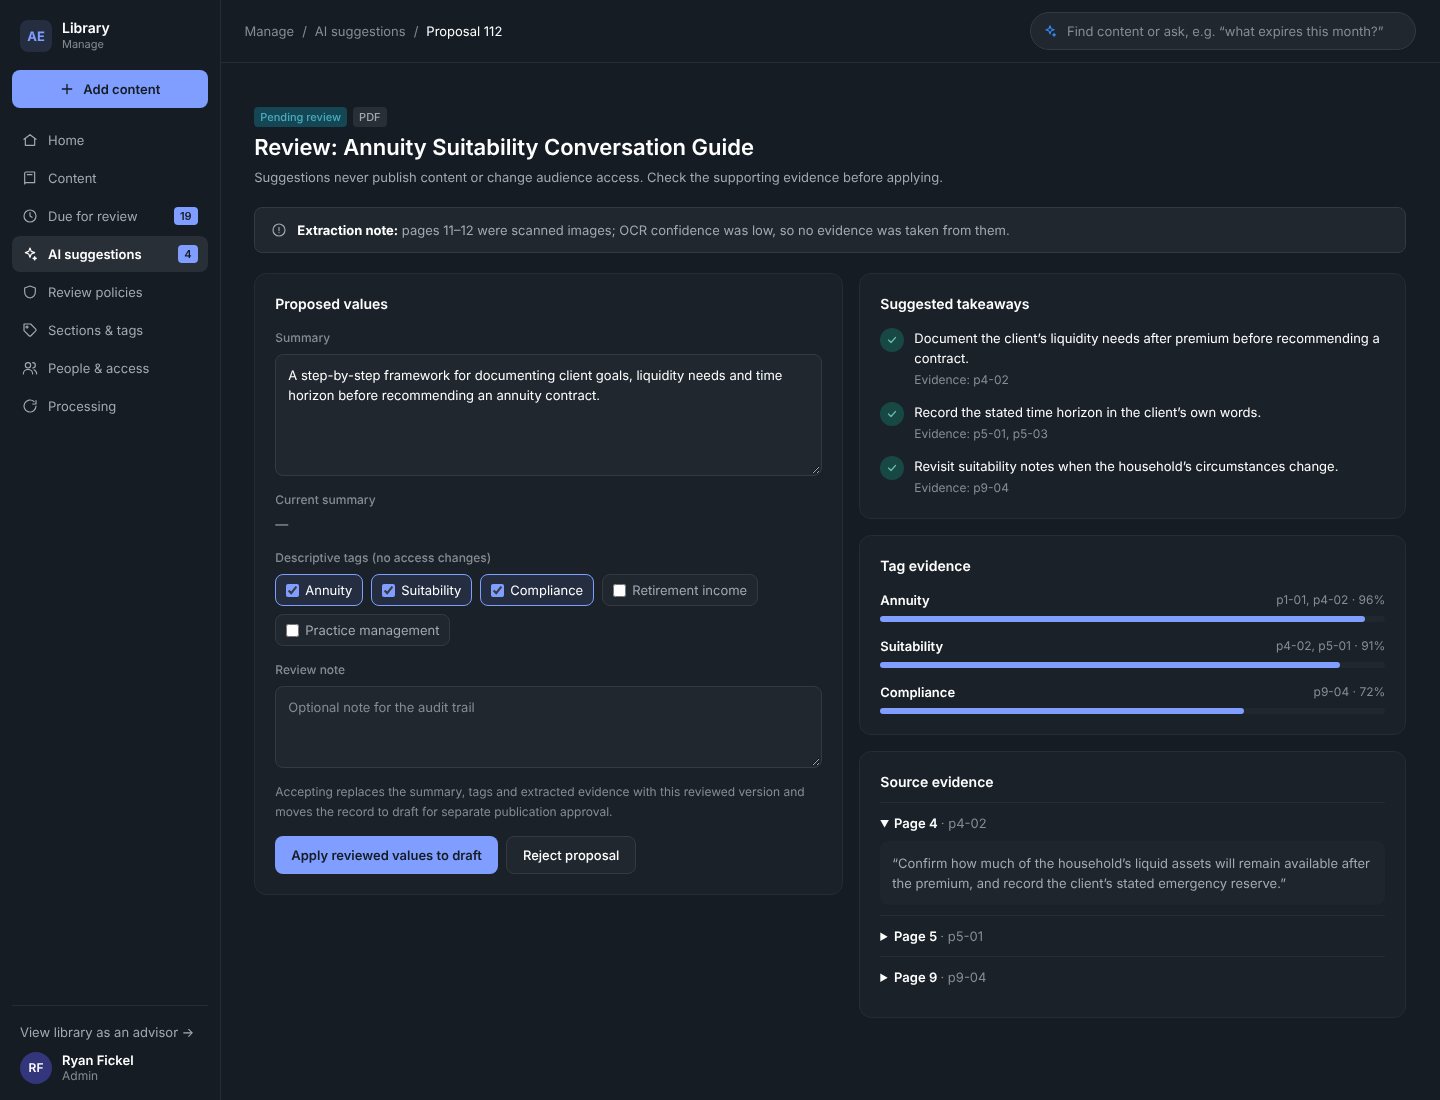 AE
Library
Manage
Add content
Home
Content
Due for review 19
AI suggestions 4
Review policies
Sections & tags
People & access
Processing
View library as an advisor →
RF
Ryan Fickel
Admin
Manage / AI suggestions / Proposal 112
Find content or ask, e.g. “what expires this month?”
Pending review PDF
Review: Annuity Suitability Conversation Guide
Suggestions never publish content or change audience access. Check the supporting evidence before applying.
Extraction note: pages 11–12 were scanned images; OCR confidence was low, so no evidence was taken from them.
Proposed values
Summary
A step-by-step framework for documenting client goals, liquidity needs and time
horizon before recommending an annuity contract.
Current summary
—
Descriptive tags (no access changes)
Annuity Suitability Compliance Retirement income
Practice management
Review note
Optional note for the audit trail
Accepting replaces the summary, tags and extracted evidence with this reviewed version and
moves the record to draft for separate publication approval.
Apply reviewed values to draft Reject proposal
Suggested takeaways
Document the client’s liquidity needs after premium before recommending a
contract.
Evidence: p4-02
Record the stated time horizon in the client’s own words.
Evidence: p5-01, p5-03
Revisit suitability notes when the household’s circumstances change.
Evidence: p9-04
Tag evidence
Annuity p1-01, p4-02 · 96%
Suitability p4-02, p5-01 · 91%
Compliance p9-04 · 72%
Source evidence
Page 4 · p4-02
“Confirm how much of the household’s liquid assets will remain available after
the premium, and record the client’s stated emergency reserve.”
Page 5 · p5-01
Page 9 · p9-04